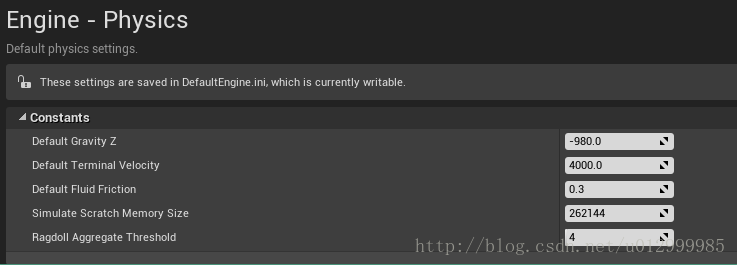 Engine - Physics
Default physics settings.
These settings are saved in DefaultEngine.ini, which is currently writable.
Constants
Default Gravity Z -980.0
Default Terminal Velocity 4000.0
Default Fluid Friction 0.3
Simulate Scratch Memory Size 262144
Ragdoll Aggregate Threshold 4
http://blog.csdn.net/u012999985